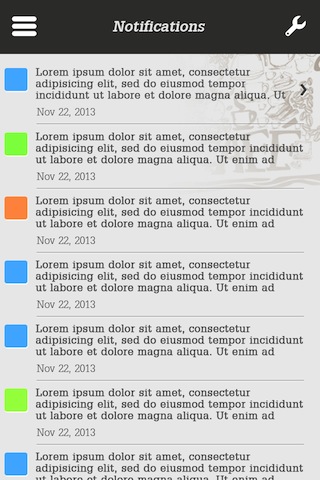 Notifications
Lorem ipsum dolor sit amet, consectetur
adipisicing elit, sed do eiusmod tempor
incididunt ut labore et dolore magna aliqua. Ut
Nov 22, 2013
Lorem ipsum dolor sit amet, consectetur
adipisicing elit, sed do eiusmod tempor incididunt
ut labore et dolore magna aliqua. Ut enim ad
Nov 22, 2013
Lorem ipsum dolor sit amet, consectetur
adipisicing elit, sed do eiusmod tempor incididunt
ut labore et dolore magna aliqua. Ut enim ad
Nov 22, 2013
Lorem ipsum dolor sit amet, consectetur
adipisicing elit, sed do eiusmod tempor incididunt
ut labore et dolore magna aliqua. Ut enim ad
Nov 22, 2013
Lorem ipsum dolor sit amet, consectetur
adipisicing elit, sed do eiusmod tempor incididunt
ut labore et dolore magna aliqua. Ut enim ad
Nov 22, 2013
Lorem ipsum dolor sit amet, consectetur
adipisicing elit, sed do eiusmod tempor incididunt
ut labore et dolore magna aliqua. Ut enim ad
Nov 22, 2013
Lorem ipsum dolor sit amet, consectetur
adipisicing elit, sed do eiusmod tempor incididunt
ut labore et dolore magna aliqua. Ut enim ad